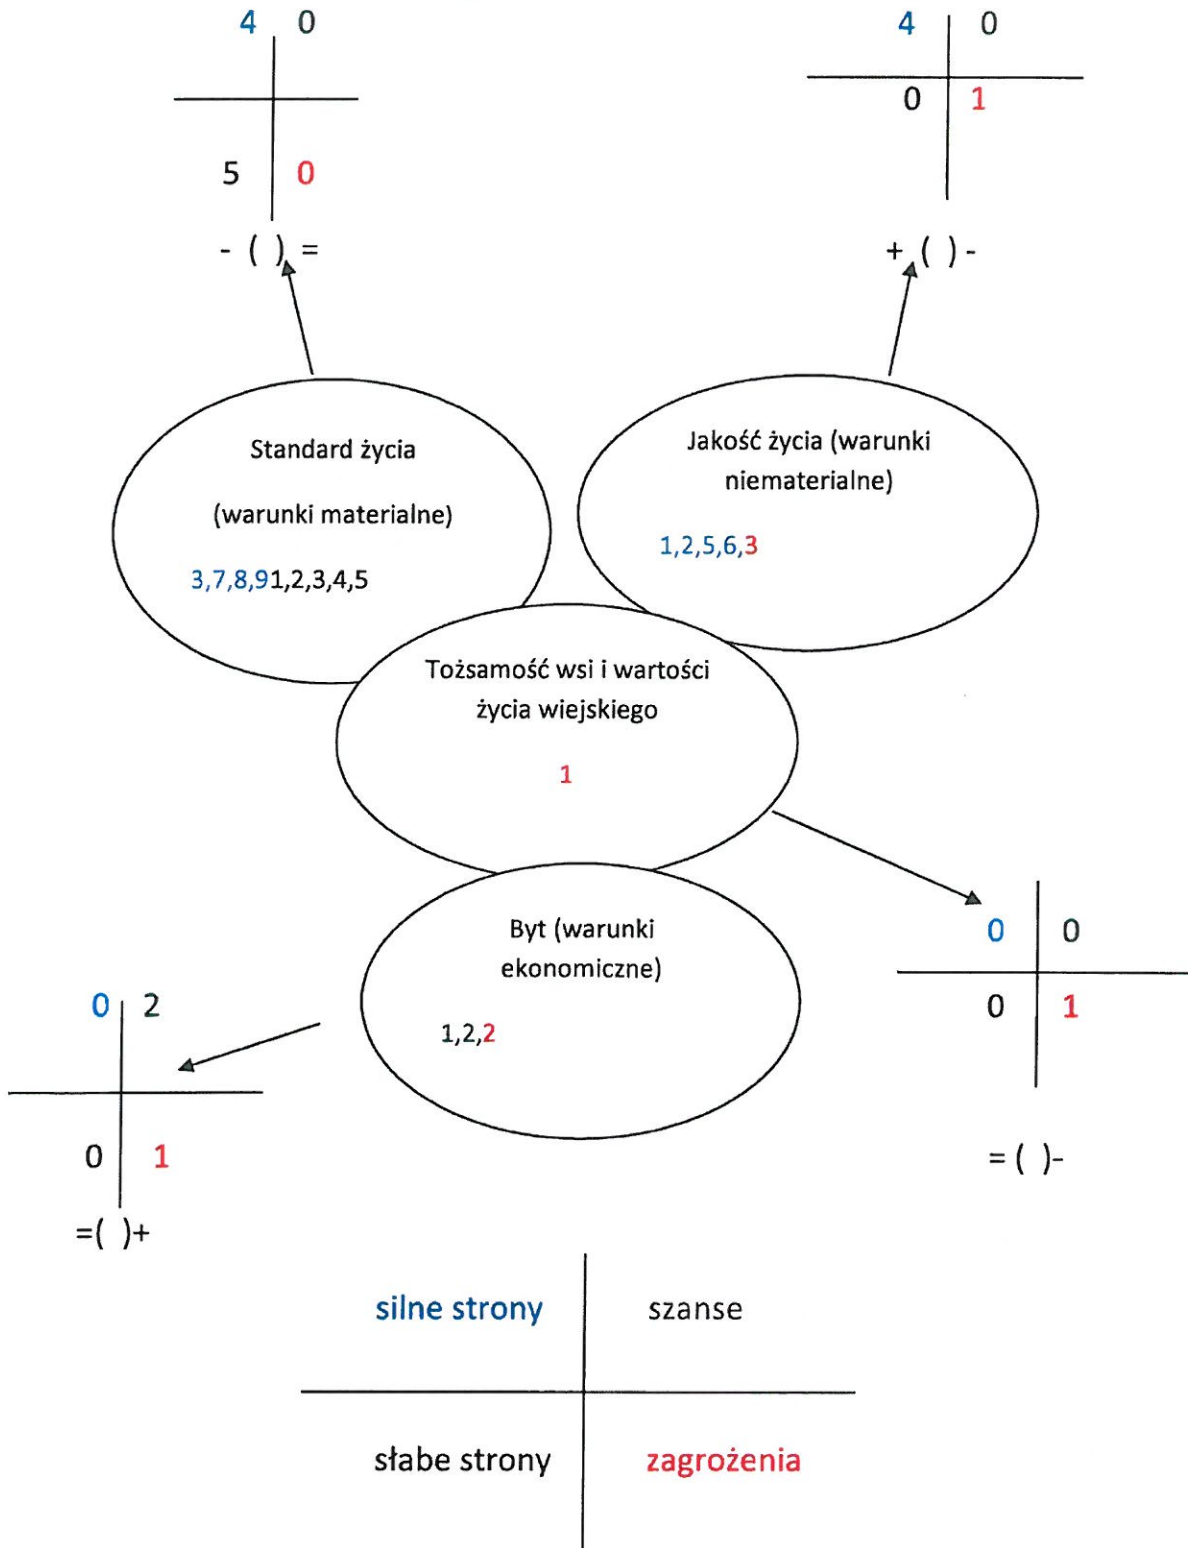 4 0
5 0
- ( ) =
4 0
0 1
+ ( ) -
Standard życia
(warunki materialne)
3,7,8,91,2,3,4,5
Jakość życia (warunki
niematerialne)
1,2,5,6,3
Tożsamość wsi i wartości
życia wiejskiego
1
Byt (warunki
ekonomiczne)
1,2,2
0 0
0 1
= ( )-
0 2
0 1
=( )+
silne strony szanse
słabe strony zagrożenia